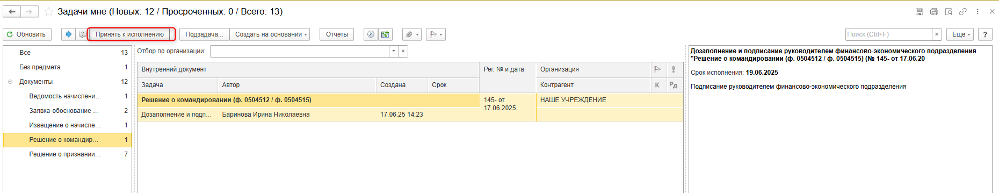 Задачи мне (Новых: 12 / Просроченных: 0 / Всего: 13)
Обновить
Принять к исполнению
Подзадача...
Создать на основании
Отчеты
Поиск (Ctrl+F)
×
Еще
?
Все 13
Без предмета 1
Документы 12
Ведомость начислени... 1
Заявка-обоснование ... 2
Извещение о начисле... 1
Решение о командир... 1
Решение о признании... 7
Отбор по организации:
Внутренний документ
Рег. № и дата
Организация
Задача
Автор
Создана
Срок
Контрагент
К
Рд
Решение о командировании (ф. 0504512 / ф. 0504515)
145- от
17.06.2025
НАШЕ УЧРЕЖДЕНИЕ
Дозаполнение и подп...
Баринова Ирина Николаевна
17.06.25 14:23
Дозаполнение и подписание руководителем финансово-экономического подразделения
"Решение о командировании (ф. 0504512 / ф. 0504515) (№ 145- от 17.06.20
Срок исполнения: 19.06.2025
Подписание руководителем финансово-экономического подразделения